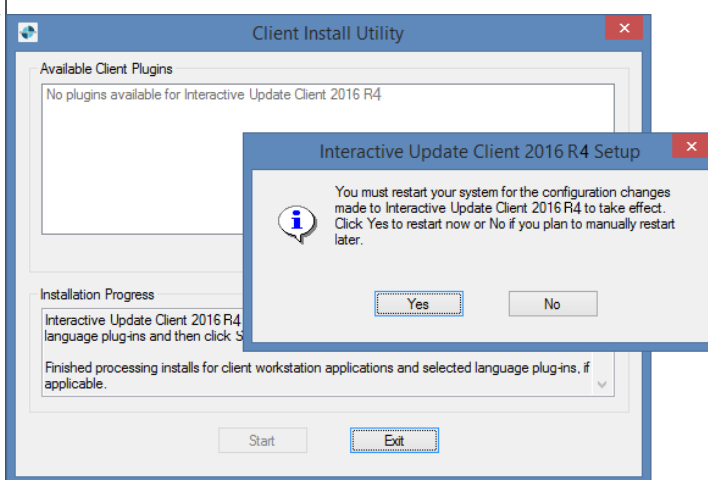 Client Install Utility
Available Client Plugins
No plugins available for Interactive Update Client 2016 R4
Interactive Update Client 2016 R4 Setup
You must restart your system for the configuration changes
made to Interactive Update Client 2016 R4 to take effect.
Click Yes to restart now or No if you plan to manually restart
later.
Yes
No
Installation Progress
Interactive Update Client 2016 R4
language plug-ins and then click
Finished processing installs for client workstation applications and selected language plug-ins, if
applicable.
Start
Exit